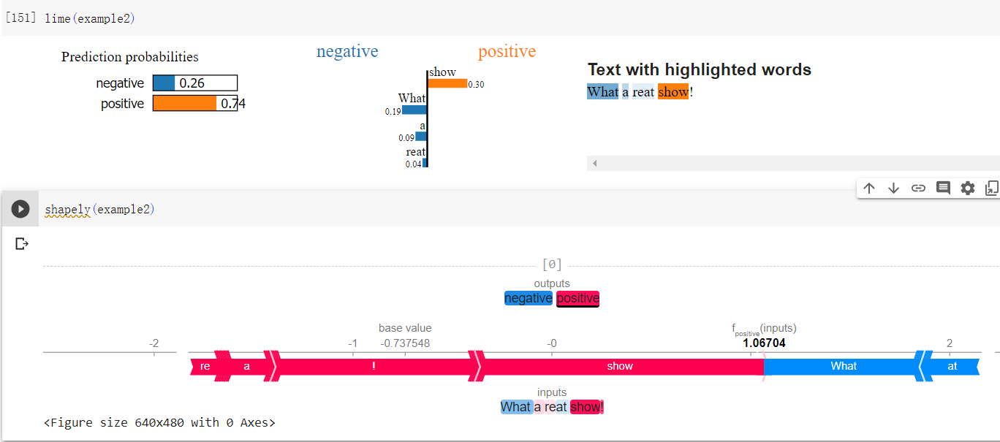 [151] lime(example2)
Prediction probabilities
negative 0.26
positive 0.74
negative positive
show
0.30
What
0.19
a
0.09
reat
0.04
Text with highlighted words
What a reat show!
shapely(example2)
[0]
outputs
negative positive
base value fpositive(inputs)
-2 -1 -0.737548 -0 1.06704 2
re a ! show What at
inputs
What a reat show!
<Figure size 640x480 with 0 Axes>